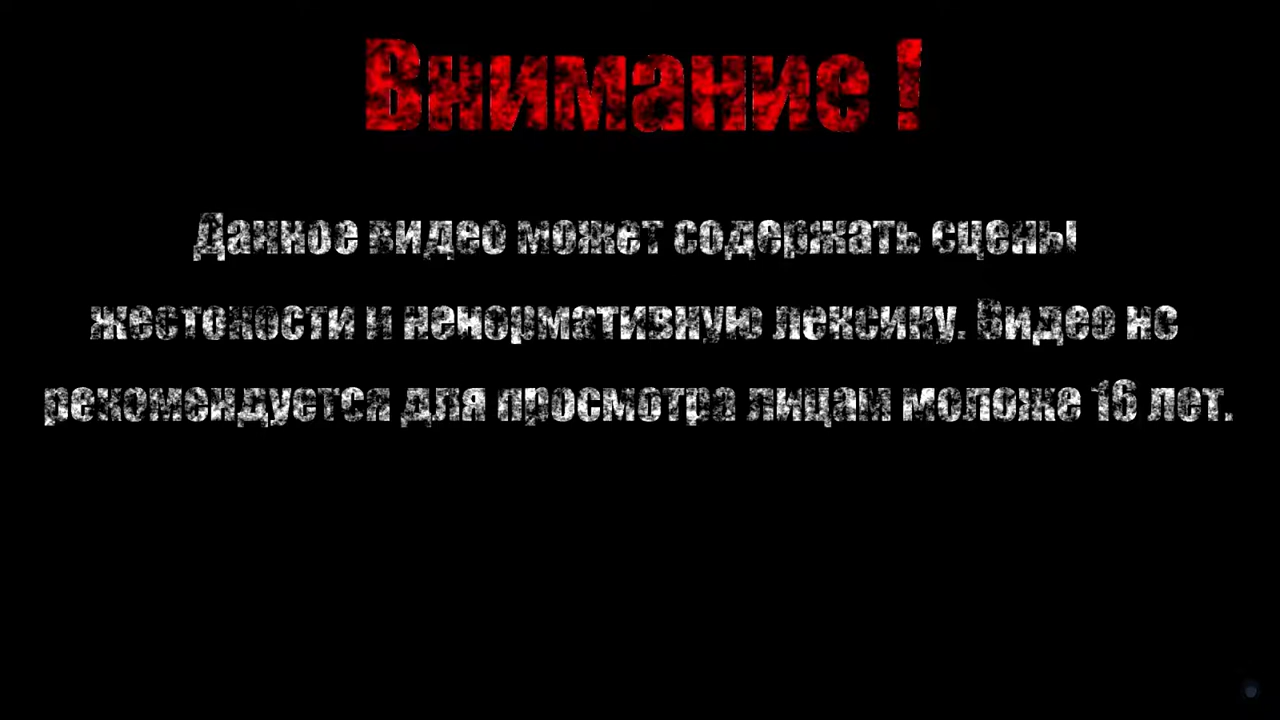 Внимание !
Данное видео может содержать сцены
жестокости и ненормативную лексику. Видео не
рекомендуется для просмотра лицам моложе 16 лет.